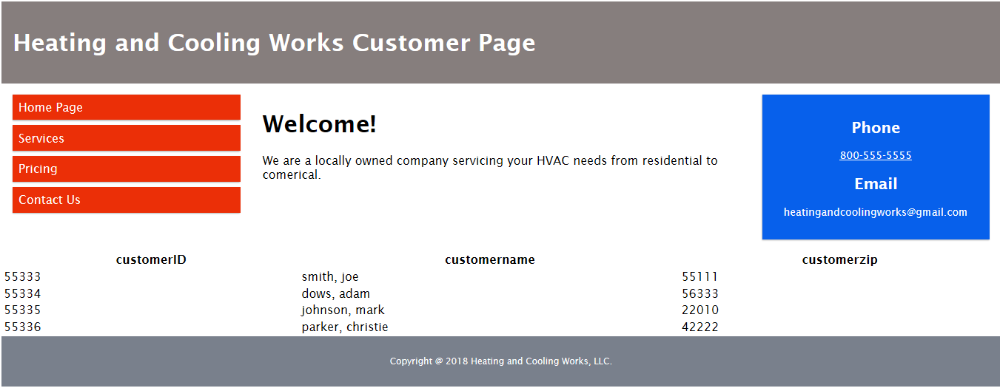 Heating and Cooling Works Customer Page
Home Page
Services
Pricing
Contact Us
Welcome!
We are a locally owned company servicing your HVAC needs from residential to
comerical.
Phone
800-555-5555
Email
heatingandcoolingworks@gmail.com
customerID customername customerzip
55333 smith, joe 55111
55334 dows, adam 56333
55335 johnson, mark 22010
55336 parker, christie 42222
Copyright @ 2018 Heating and Cooling Works, LLC.